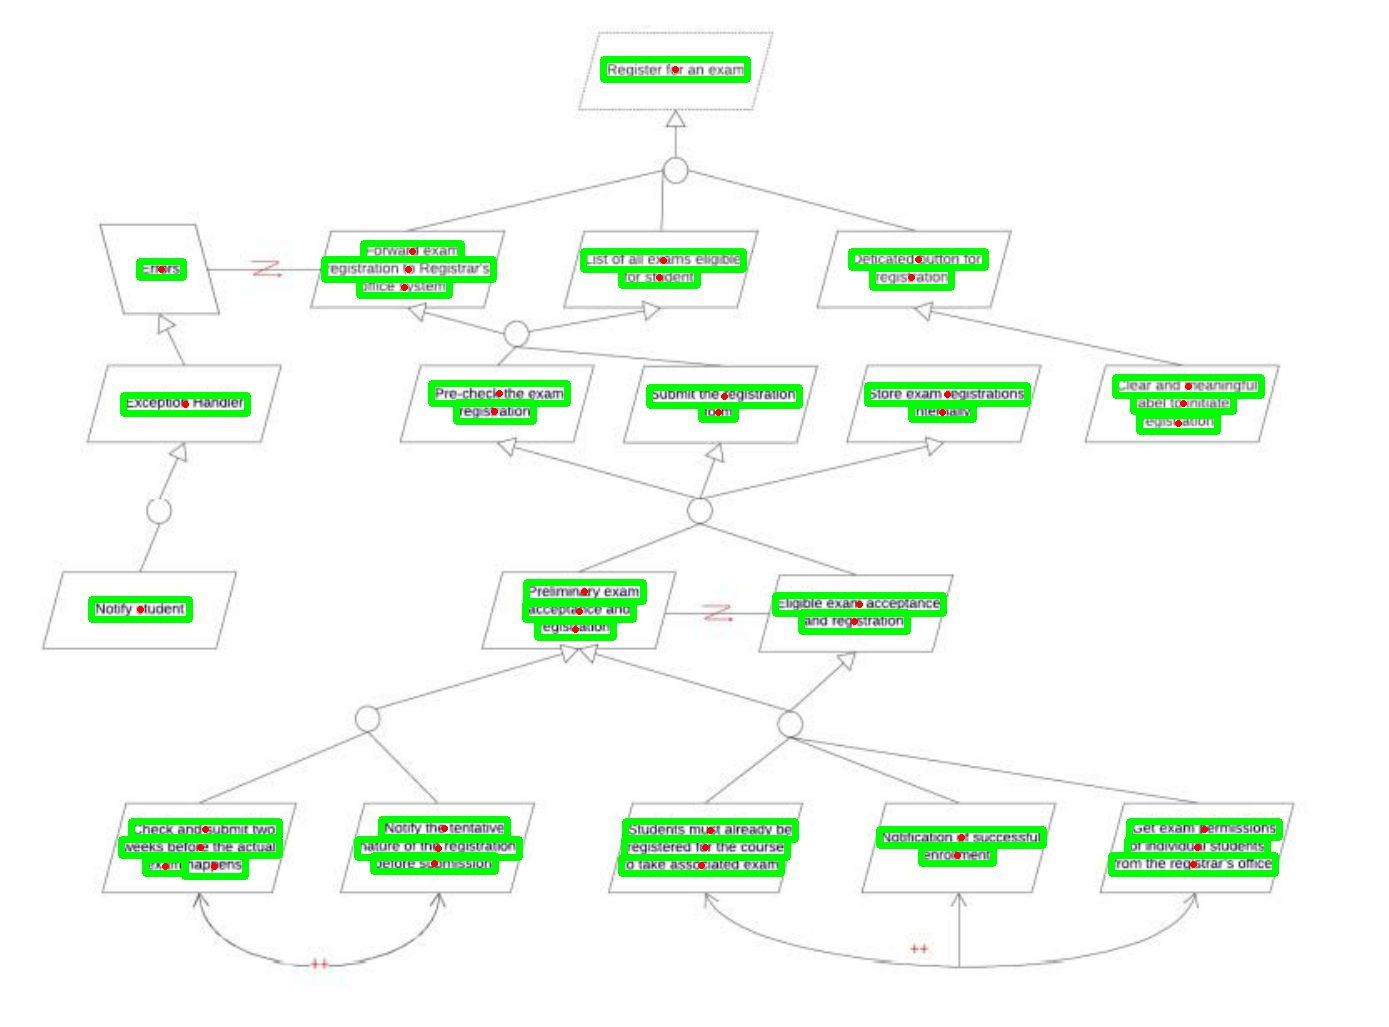 Register for an exam
Errors
Forward exam
registration to Registrar's
office system
List of all exams eligible
for student
Deticated button for
registration
Exception Handler
Pre-check the exam
registration
Submit the registration
form
Store exam registrations
internally
Clear and meaningful
label to initiate
registration
Notify student
Preliminary exam
acceptance and
registration
Eligible exam acceptance
and registration
Check and submit two
weeks before the actual
exam happens
Notify the tentative
nature of the registration
before submission
Students must already be
registered for the course
to take associated exam
Notification of successful
enrolment
Get exam permissions
of individual students
from the registrar's office
++
++